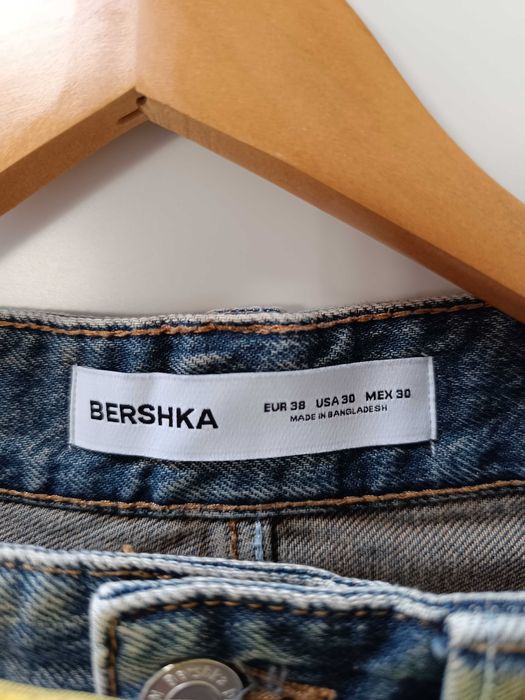 BERSHKA
EUR 38 USA 30 MEX 30
MADE IN BANGLADESH